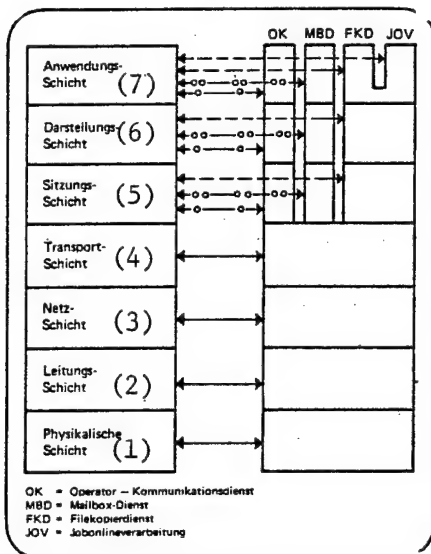 OK MBD FKD JOV
Anwendungs-
Schicht (7)
Darstellungs-
Schicht (6)
Sitzungs-
Schicht (5)
Transport-
Schicht (4)
Netz-
Schicht (3)
Leitungs-
Schicht (2)
Physikalische
Schicht (1)
OK = Operator – Kommunikationsdienst
MBD = Mailbox-Dienst
FKD = Filekopierdienst
JOV = Jobonlineverarbeitung